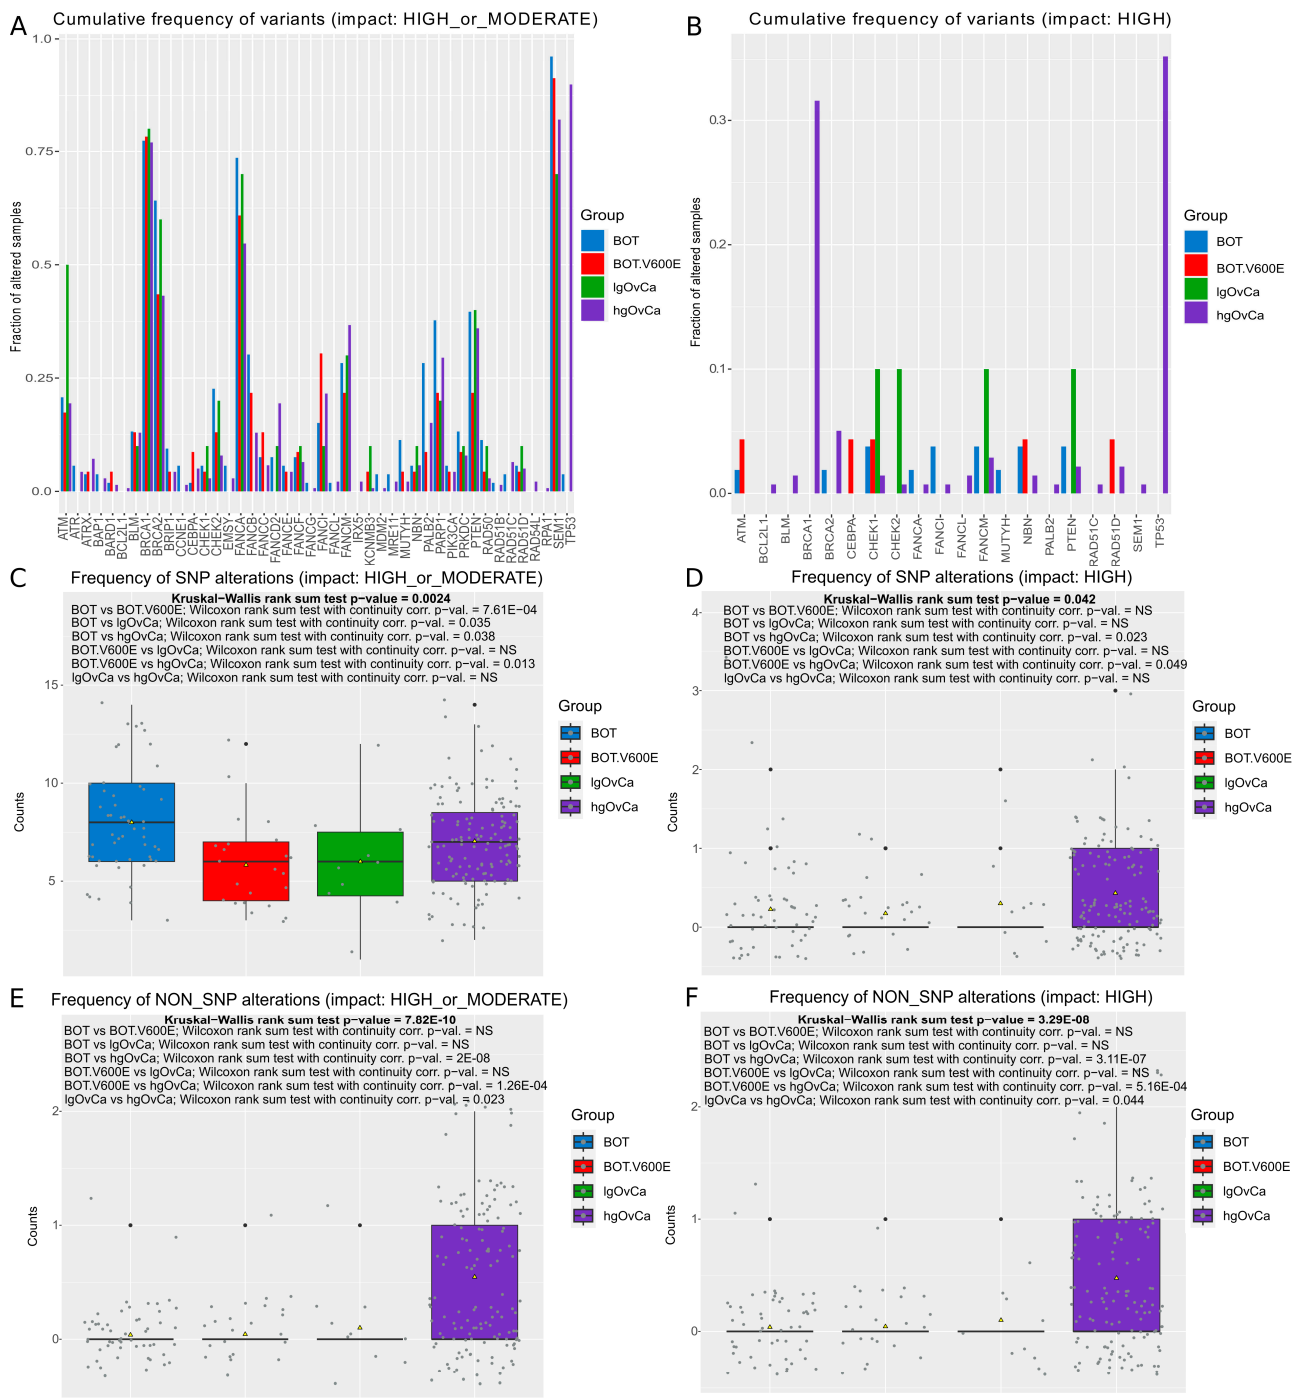 A
Cumulative frequency of variants (impact: HIGH_or_MODERATE)
1.0
0.75
0.5
0.25
0.0
Fraction of altered samples
ATM
ATR
ATRX
BAP1
BARD1
BCL2L1
BLM
BRCA1
BRCA2
BRIP1
CCNE1
CEBPA
CHEK1
CHEK2
EMSY
FANCA
FANCB
FANCC
FANCD2
FANCE
FANCF
FANCG
FANCI
FANCL
FANCM
IRX5
KCNMB3
MDM2
MRE11
MUTYH
NBN
PALB2
PARP1
PIK3CA
PRKDC
PTEN
RAD50
RAD51B
RAD51C
RAD51D
RAD54L
RPA1
SEM1
TP53
Group
BOT
BOT.V600E
lgOvCa
hgOvCa
B
Cumulative frequency of variants (impact: HIGH)
0.3
0.2
0.1
0.0
Fraction of altered samples
ATM
BCL2L1
BLM
BRCA1
BRCA2
CEBPA
CHEK1
CHEK2
FANCA
FANCI
FANCL
FANCM
MUTYH
NBN
PALB2
PTEN
RAD51C
RAD51D
SEM1
TP53
Group
BOT
BOT.V600E
lgOvCa
hgOvCa
C
Frequency of SNP alterations (impact: HIGH_or_MODERATE)
Kruskal−Wallis rank sum test p−value = 0.0024
BOT vs BOT.V600E; Wilcoxon rank sum test with continuity corr. p−val. = 7.61E−04
BOT vs lgOvCa; Wilcoxon rank sum test with continuity corr. p−val. = 0.035
BOT vs hgOvCa; Wilcoxon rank sum test with continuity corr. p−val. = 0.038
BOT.V600E vs lgOvCa; Wilcoxon rank sum test with continuity corr. p−val. = NS
BOT.V600E vs hgOvCa; Wilcoxon rank sum test with continuity corr. p−val. = 0.013
lgOvCa vs hgOvCa; Wilcoxon rank sum test with continuity corr. p−val. = NS
15
10
5
Counts
Group
BOT
BOT.V600E
lgOvCa
hgOvCa
D
Frequency of SNP alterations (impact: HIGH)
Kruskal−Wallis rank sum test p−value = 0.042
BOT vs BOT.V600E; Wilcoxon rank sum test with continuity corr. p−val. = NS
BOT vs lgOvCa; Wilcoxon rank sum test with continuity corr. p−val. = NS
BOT vs hgOvCa; Wilcoxon rank sum test with continuity corr. p−val. = 0.023
BOT.V600E vs lgOvCa; Wilcoxon rank sum test with continuity corr. p−val. = NS
BOT.V600E vs hgOvCa; Wilcoxon rank sum test with continuity corr. p−val. = 0.049
lgOvCa vs hgOvCa; Wilcoxon rank sum test with continuity corr. p−val. = NS
4
3
2
1
0
Counts
Group
BOT
BOT.V600E
lgOvCa
hgOvCa
E
Frequency of NON_SNP alterations (impact: HIGH_or_MODERATE)
Kruskal−Wallis rank sum test p−value = 7.82E−10
BOT vs BOT.V600E; Wilcoxon rank sum test with continuity corr. p−val. = NS
BOT vs lgOvCa; Wilcoxon rank sum test with continuity corr. p−val. = NS
BOT vs hgOvCa; Wilcoxon rank sum test with continuity corr. p−val. = 2E−08
BOT.V600E vs lgOvCa; Wilcoxon rank sum test with continuity corr. p−val. = NS
BOT.V600E vs hgOvCa; Wilcoxon rank sum test with continuity corr. p−val. = 1.26E−04
lgOvCa vs hgOvCa; Wilcoxon rank sum test with continuity corr. p−val. = 0.023
2
1
0
Counts
Group
BOT
BOT.V600E
lgOvCa
hgOvCa
F
Frequency of NON_SNP alterations (impact: HIGH)
Kruskal−Wallis rank sum test p−value = 3.29E−08
BOT vs BOT.V600E; Wilcoxon rank sum test with continuity corr. p−val. = NS
BOT vs lgOvCa; Wilcoxon rank sum test with continuity corr. p−val. = NS
BOT vs hgOvCa; Wilcoxon rank sum test with continuity corr. p−val. = 3.11E−07
BOT.V600E vs lgOvCa; Wilcoxon rank sum test with continuity corr. p−val. = NS
BOT.V600E vs hgOvCa; Wilcoxon rank sum test with continuity corr. p−val. = 5.16E−04
lgOvCa vs hgOvCa; Wilcoxon rank sum test with continuity corr. p−val. = 0.044
2
1
0
Counts
Group
BOT
BOT.V600E
lgOvCa
hgOvCa